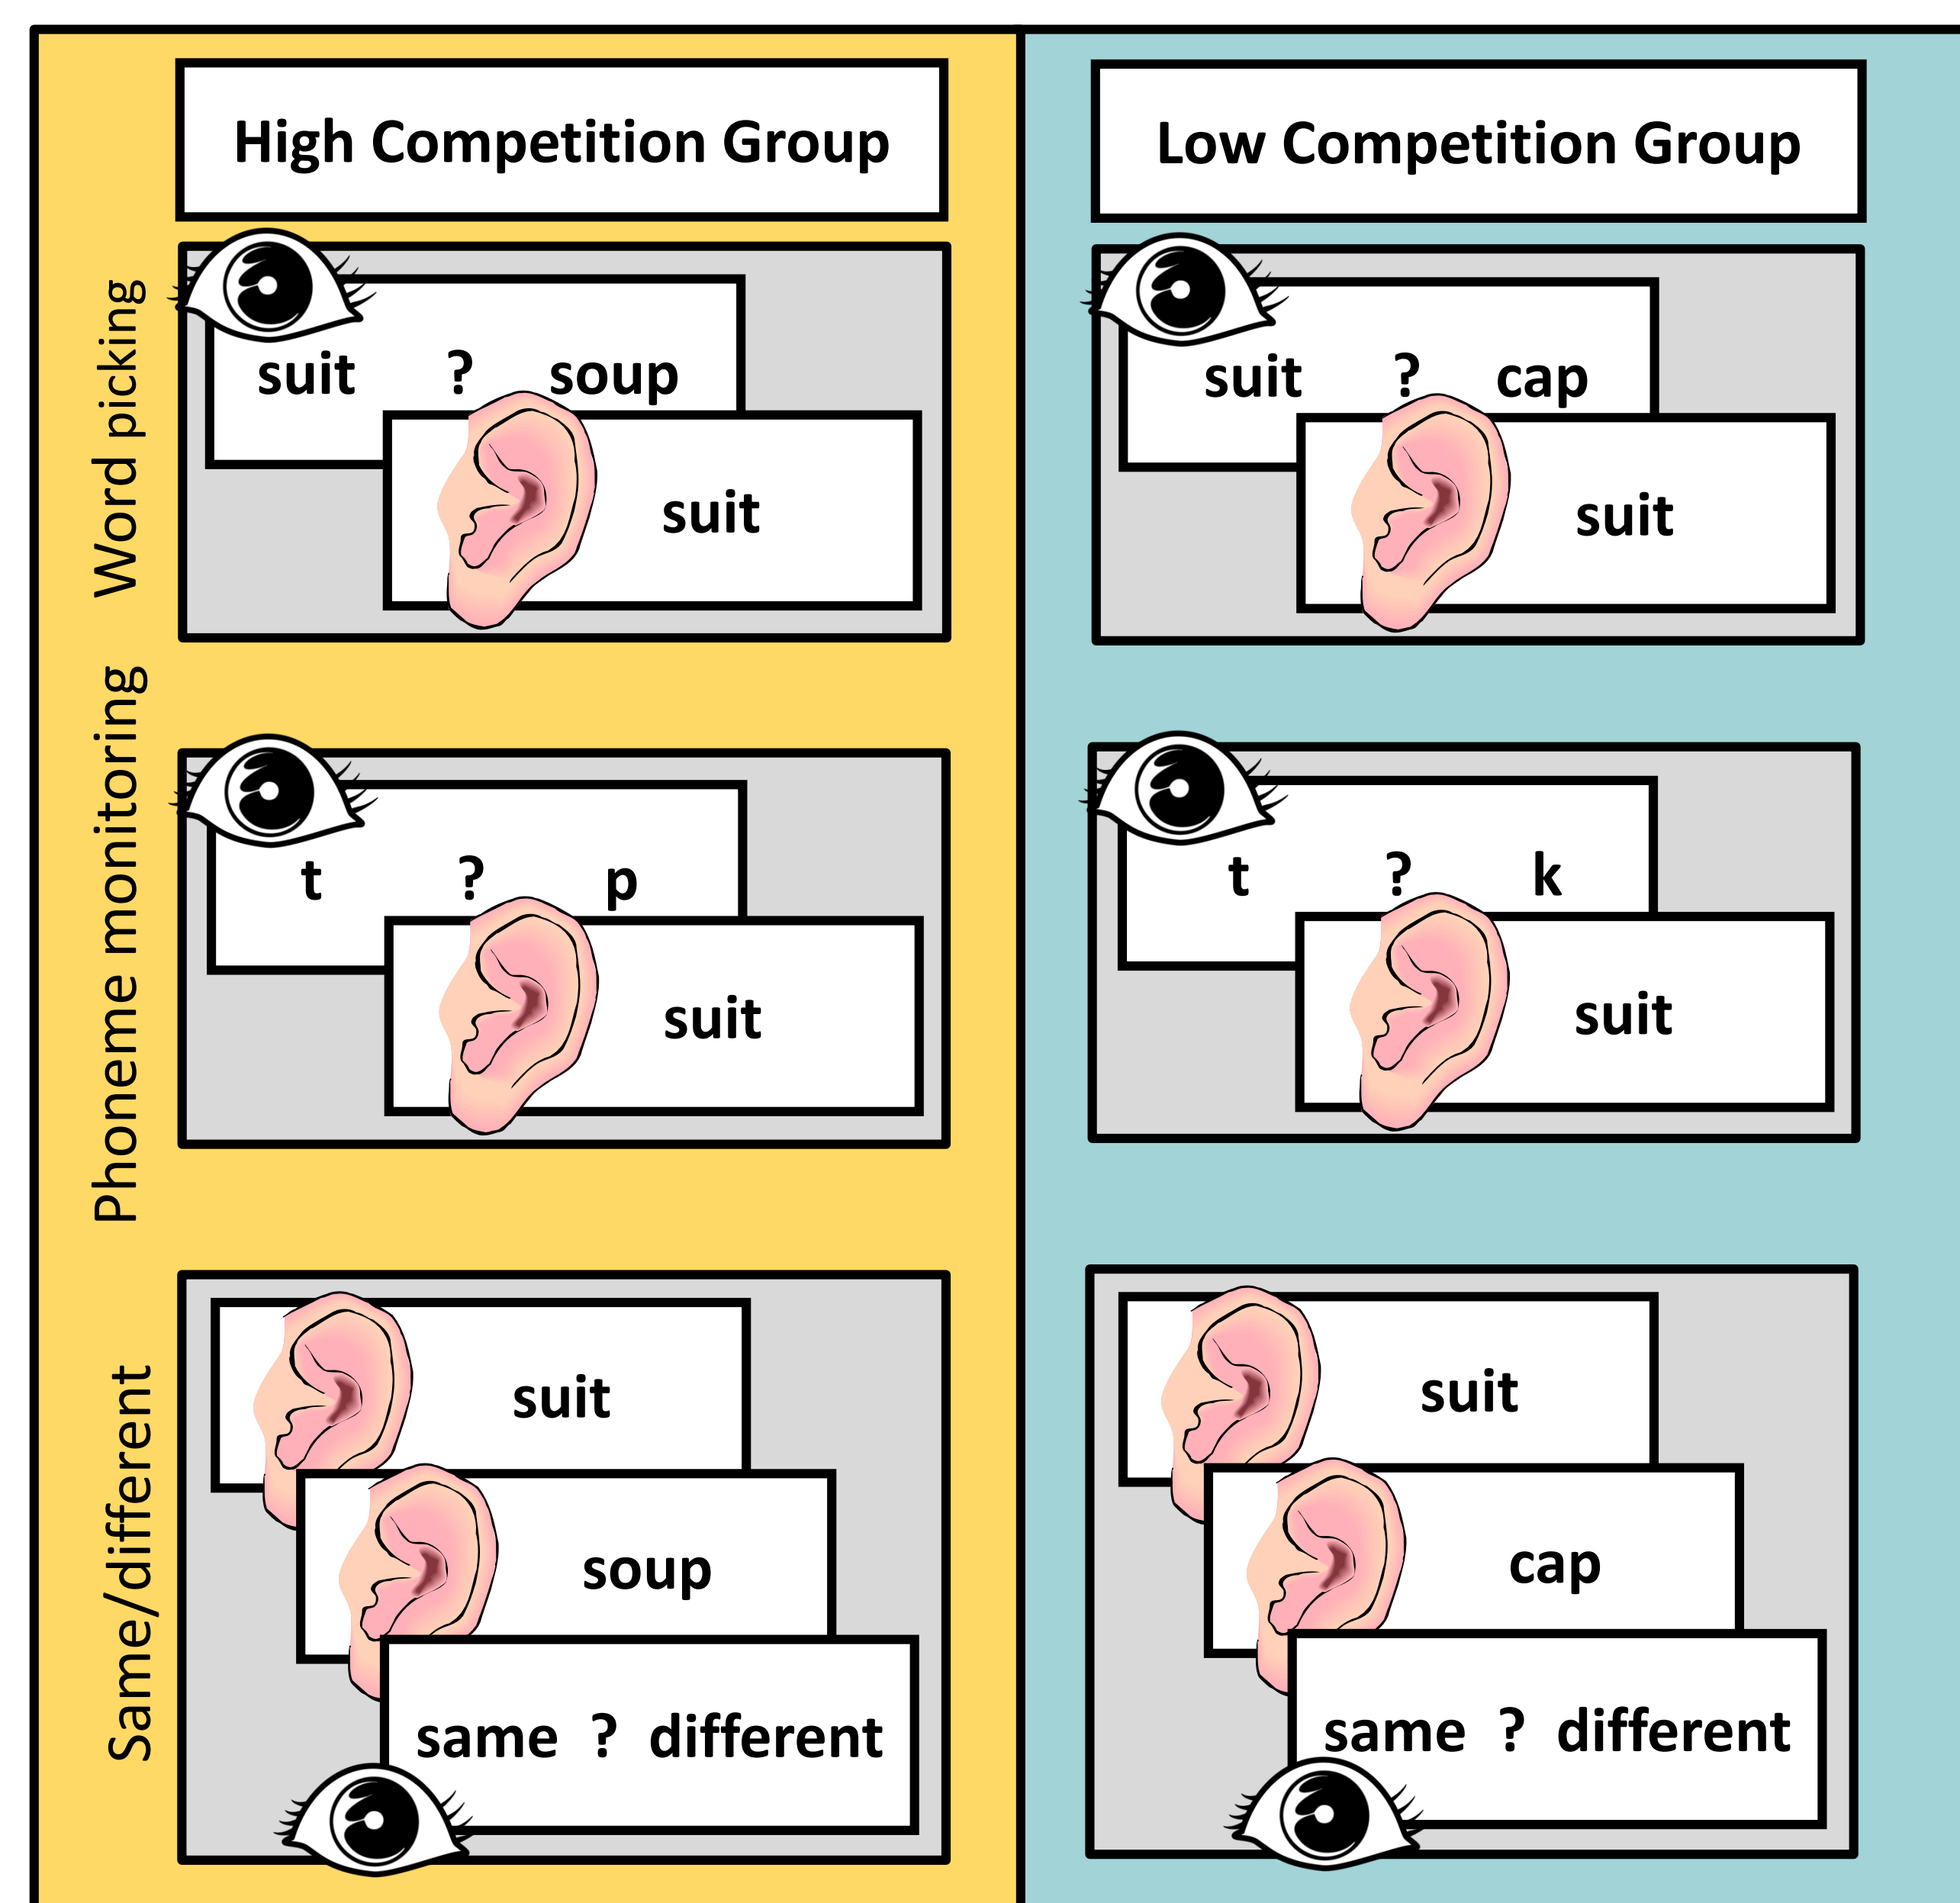 High Competition Group
Low Competition Group
Word picking
suit ? soup
suit
suit ? cap
suit
Phoneme monitoring
t ? p
suit
t ? k
suit
Same/different
suit
soup
same ? different
suit
cap
same ? different